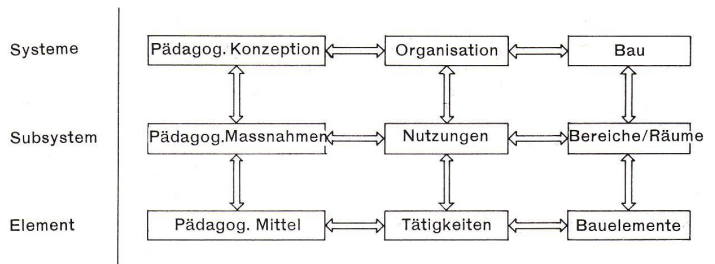 Systeme Pädagog. Konzeption Organisation Bau
Subsystem Pädagog.Massnahmen Nutzungen Bereiche/Räume
Element Pädagog. Mittel Tätigkeiten Bauelemente